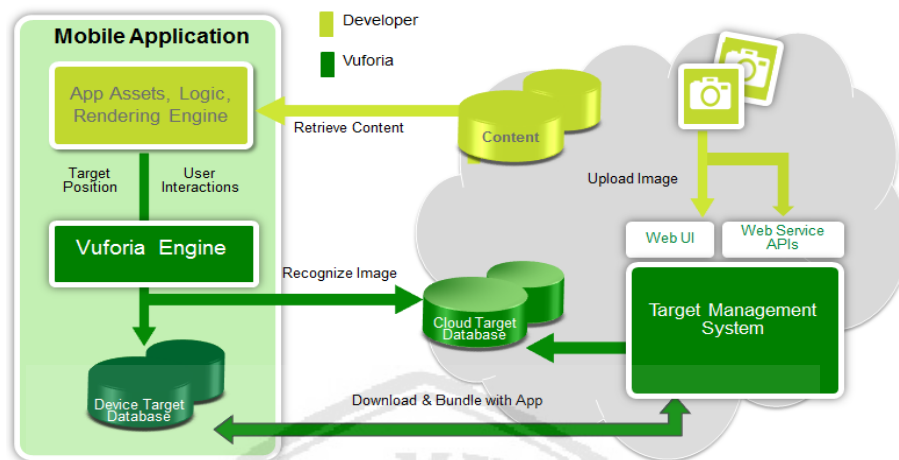 Mobile Application
App Assets, Logic,
Rendering Engine
Target
Position
User
Interactions
Vuforia Engine
Device Target
Database
Developer
Vuforia
Retrieve Content
Content
Recognize Image
Cloud Target
Database
Upload Image
Web UI
Web Service
APIs
Target Management
System
Download & Bundle with App